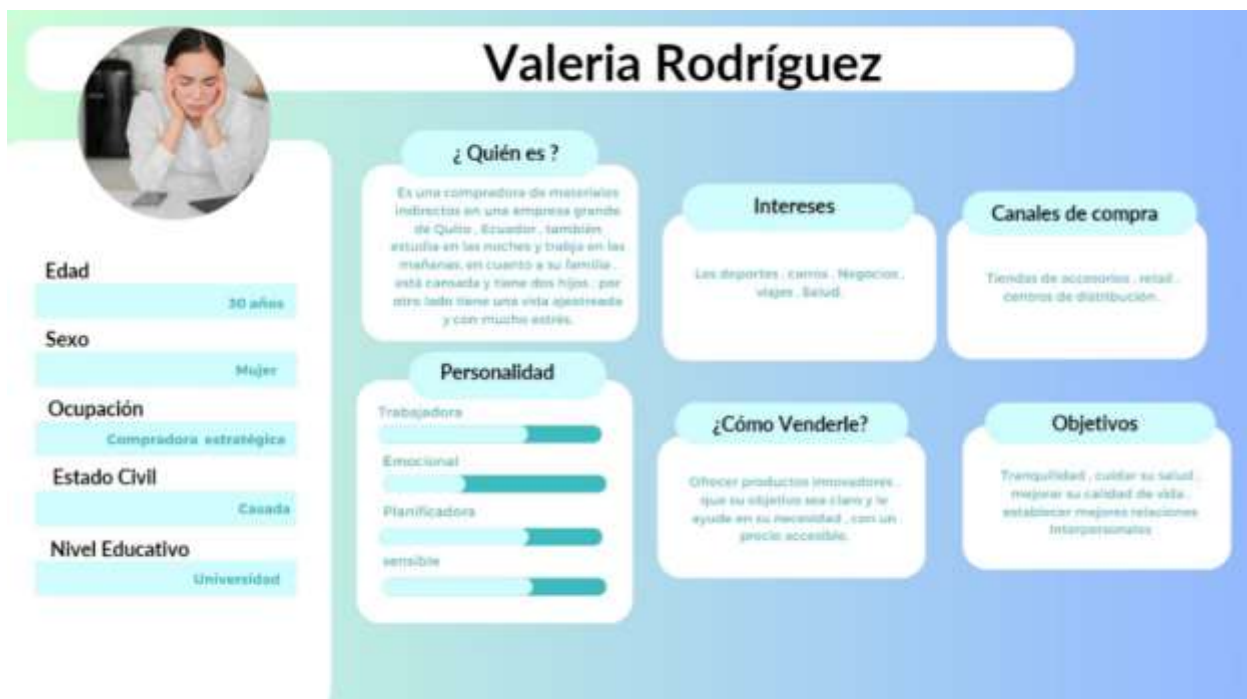 Valeria Rodríguez
Edad
30 años
Sexo
Mujer
Ocupación
Compradora estratégica
Estado Civil
Casada
Nivel Educativo
Universidad
¿ Quién es ?
Es una compradora de materiales
indirectos en una empresa grande
de Quito , Ecuador , también
estudia en las noches y trabja en las
mañanas, en cuanto a su familia ,
está cansada y tiene dos hijos , por
otro lado tiene una vida ajestreada
y con mucho estrés.
Personalidad
Trabajadora
Emocional
Planificadora
sensible
Intereses
Los deportes , carros , Negocios ,
viajes , Salud.
Canales de compra
Tiendas de accesorios , retail ,
centros de distribución .
¿Cómo Venderle?
Ofrecer productos innovadores ,
que su objetivo sea claro y le
ayude en su necesidad , con un
precio accesible.
Objetivos
Tranquilidad , cuidar su salud ,
mejorar su calidad de vida ,
establecer mejores relaciones
Interpersonales